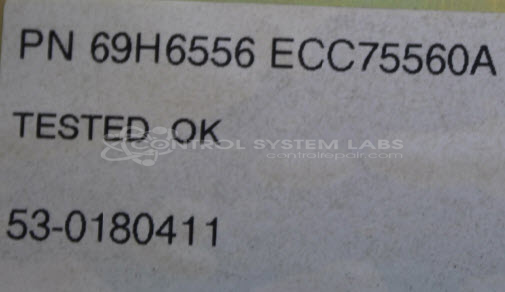 PN 69H6556 ECC75560A
TESTED OK
CONTROL SYSTEM LABS
controlrepair.com
53-0180411